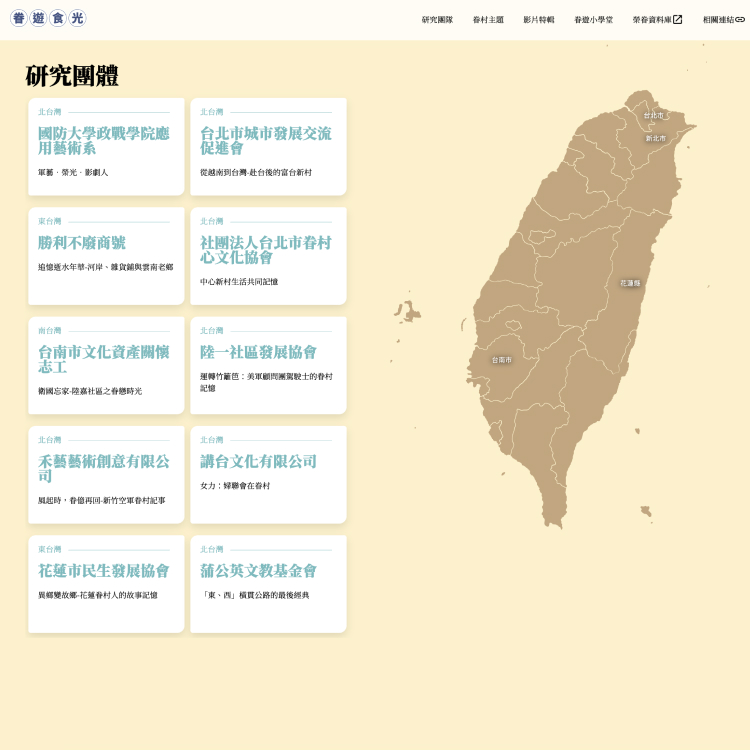 眷遊食光
研究團隊 眷村主題 影片特輯 眷遊小學堂 榮眷資料庫 相關連結
研究團體
北台灣
國防大學政戰學院應
用藝術系
軍藝‧榮光‧影劇人
北台灣
台北市城市發展交流
促進會
從越南到台灣-赴台後的富台新村
東台灣
勝利不廢商號
追憶逝水年華-河岸、雜貨鋪與雲南老鄉
北台灣
社團法人台北市眷村
心文化協會
中心新村生活共同記憶
南台灣
台南市文化資產關懷
志工
衛國忘家-陸嘉社區之眷戀時光
北台灣
陸一社區發展協會
運轉竹籬笆：美軍顧問團駕駛士的眷村
記憶
北台灣
禾藝藝術創意有限公
司
風起時，眷億再回-新竹空軍眷村記事
北台灣
講台文化有限公司
女力：婦聯會在眷村
東台灣
花蓮市民生發展協會
異鄉變故鄉-花蓮眷村人的故事記憶
北台灣
蒲公英文教基金會
「東、西」橫貫公路的最後經典
台北市
新北市
花蓮縣
台南市